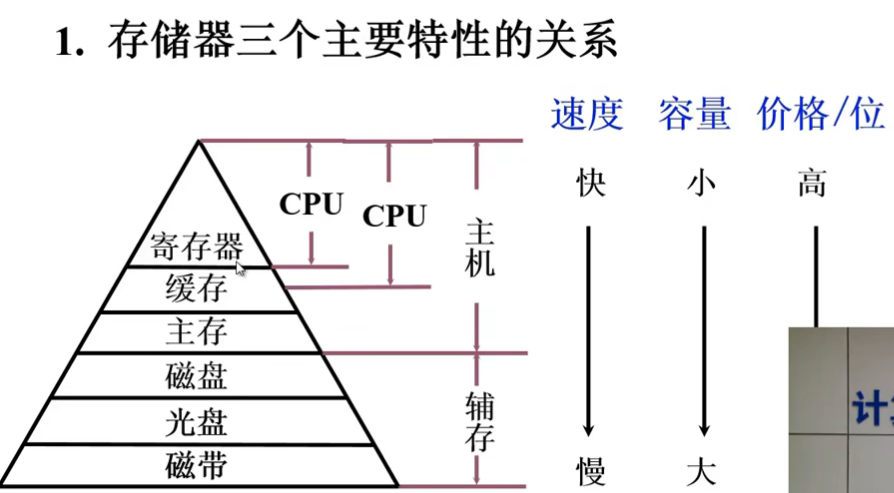 1. 存储器三个主要特性的关系
速度 容量 价格/位
快 小 高
CPU
CPU
主机
寄存器
缓存
主存
磁盘
辅存
光盘
磁带
慢 大